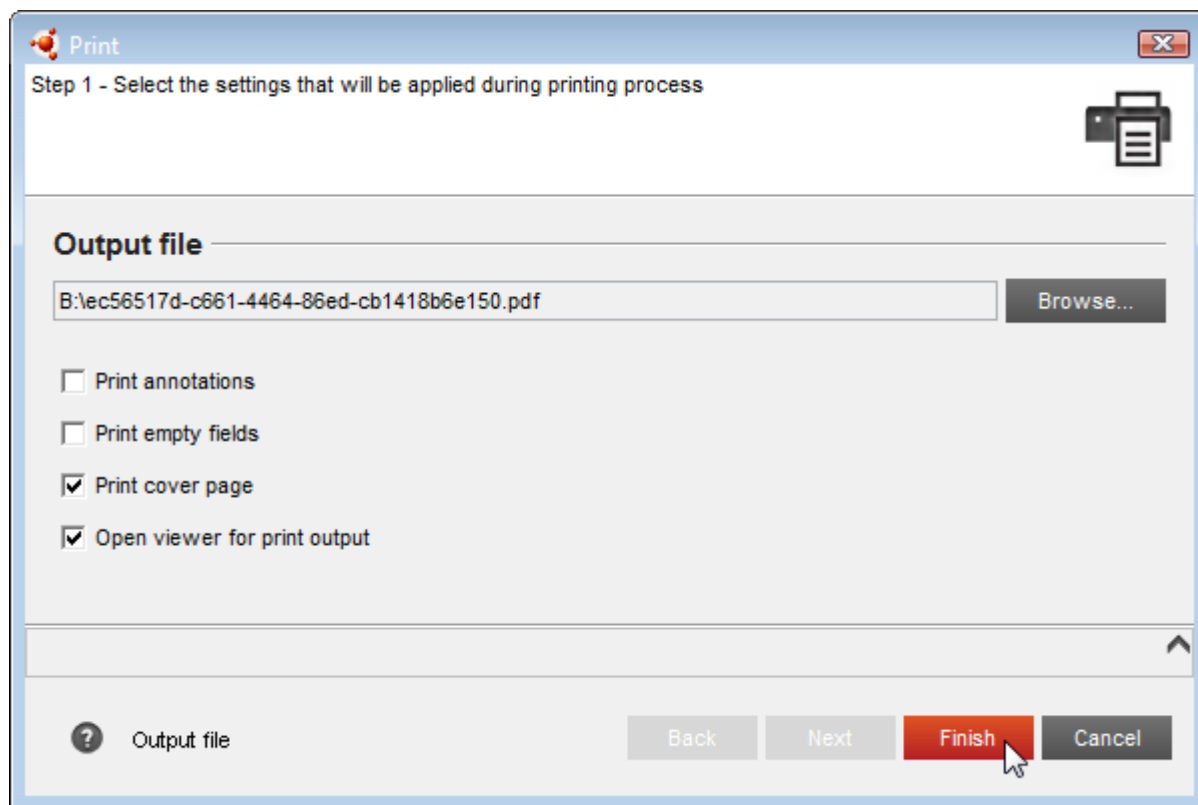 Print
Step 1 - Select the settings that will be applied during printing process
Output file
B:\ec56517d-c661-4464-86ed-cb1418b6e150.pdf
Browse...
Print annotations
Print empty fields
Print cover page
Open viewer for print output
? Output file
Back Next Finish Cancel